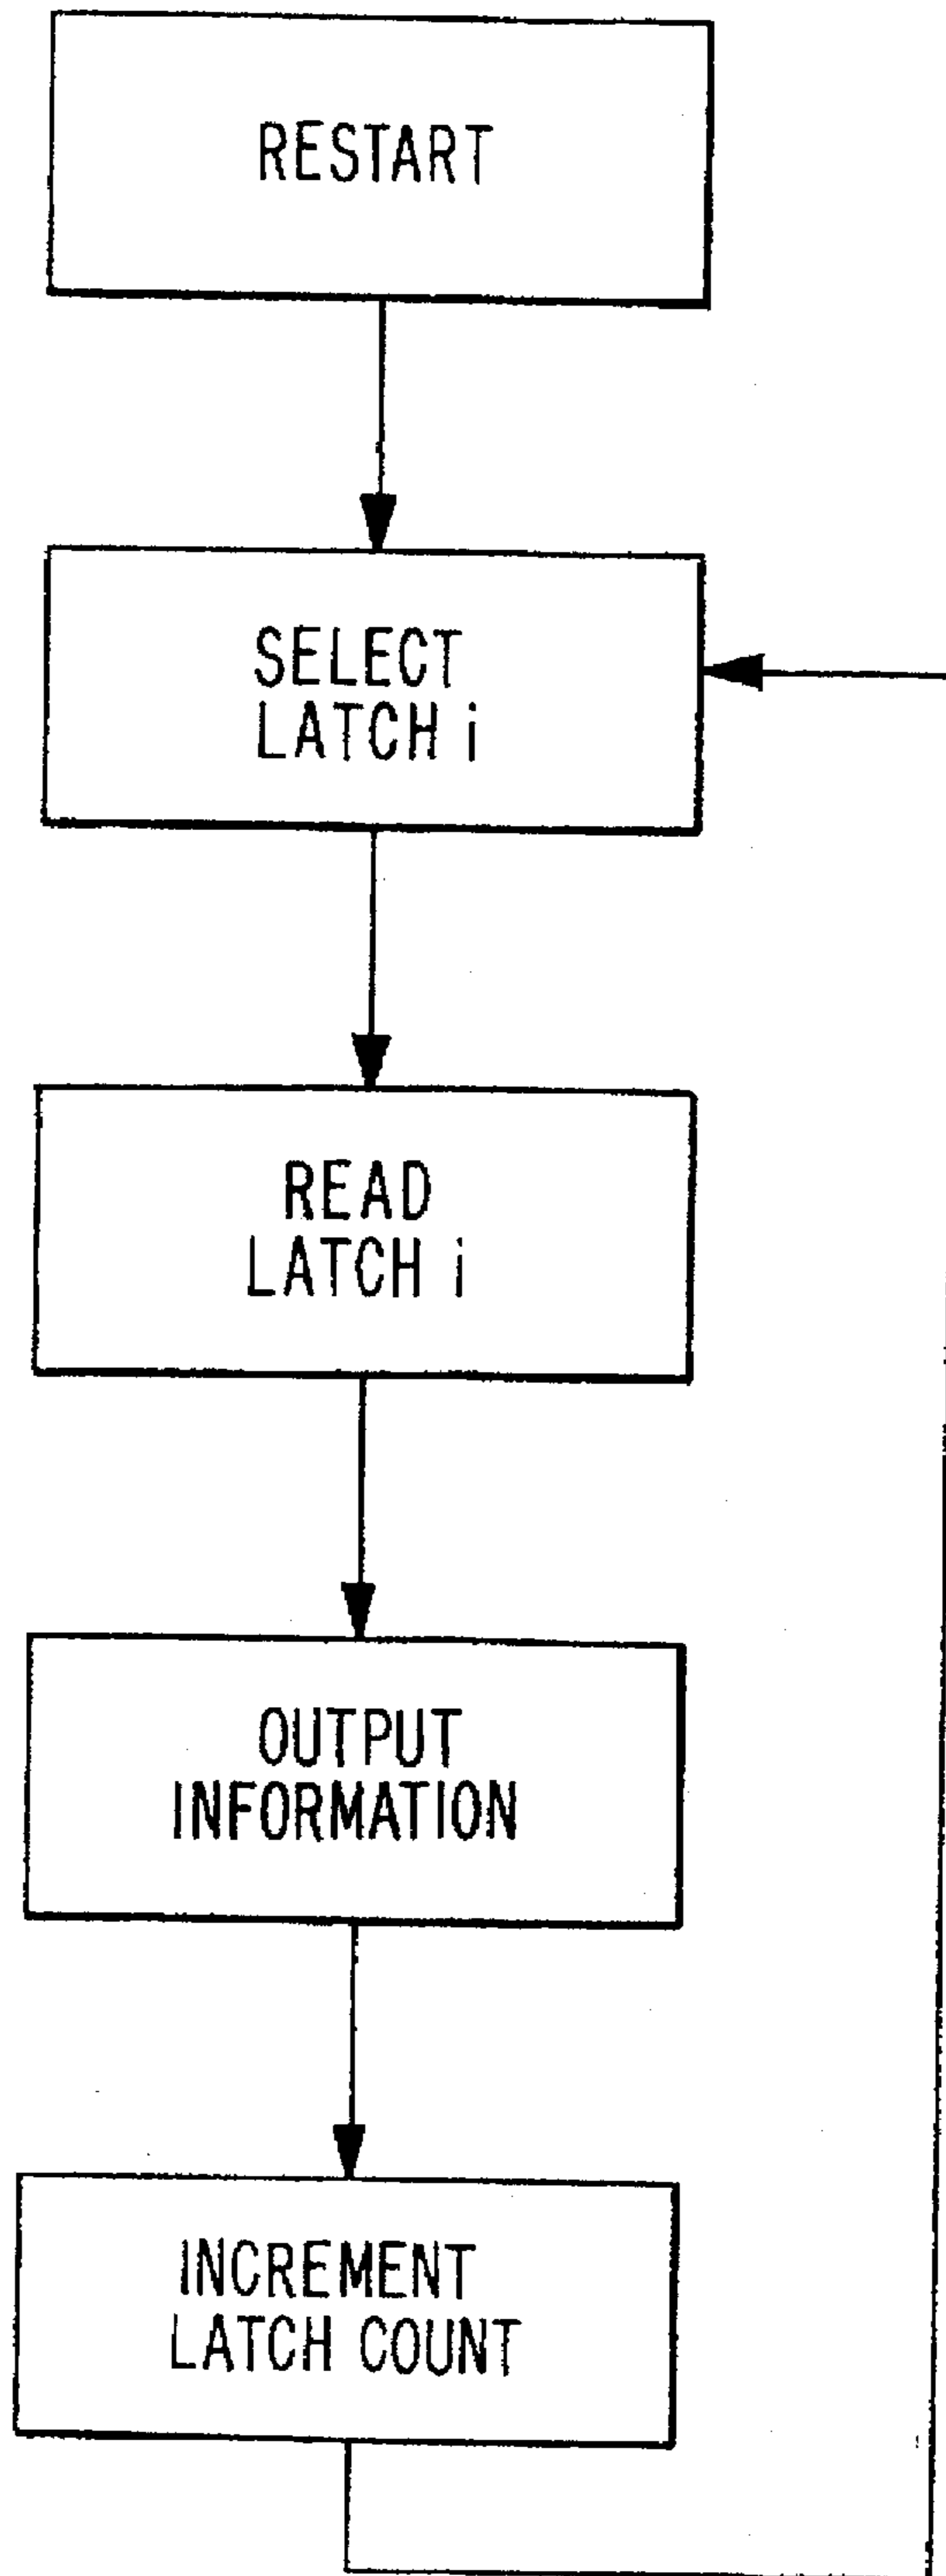 RESTART
SELECT
LATCH i
READ
LATCH i
OUTPUT
INFORMATION
INCREMENT
LATCH COUNT